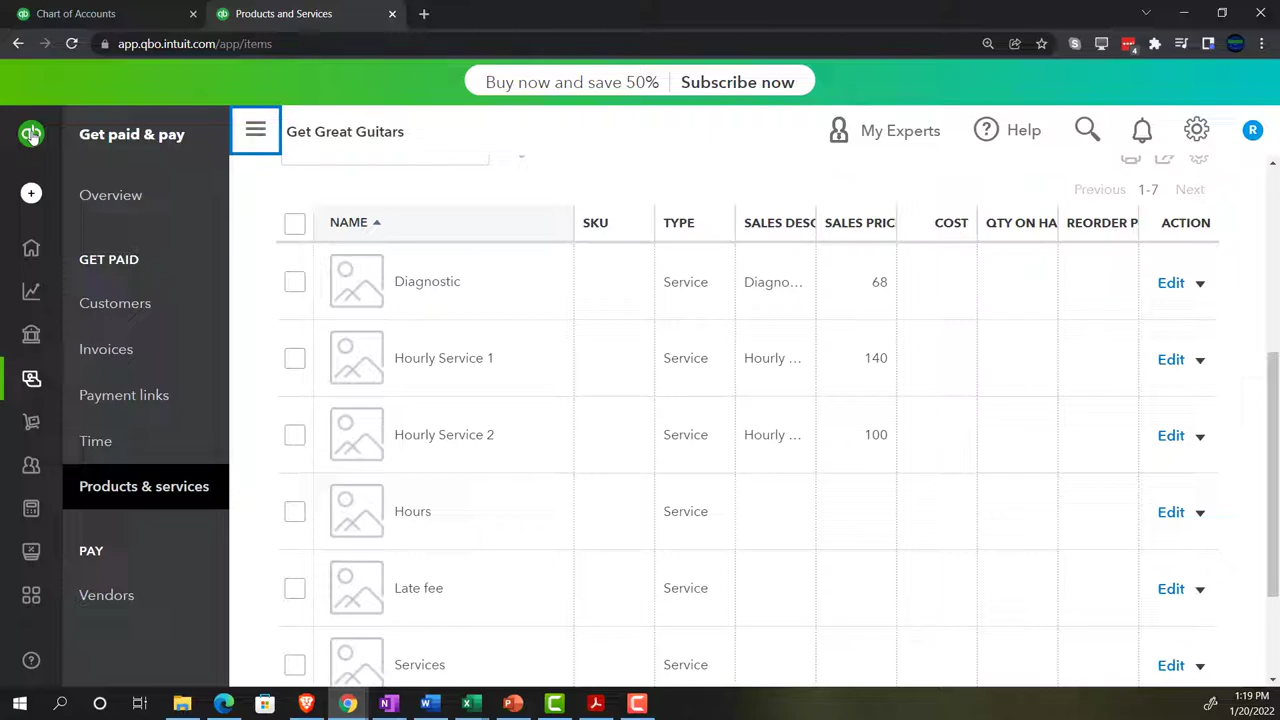 Chart of Accounts
Products and Services
app.qbo.intuit.com/app/items
4
Buy now and save 50% Subscribe now
qb
Get paid & pay
Get Great Guitars
My Experts
Help
R
Overview
GET PAID
Customers
Invoices
Payment links
Time
Products & services
PAY
Vendors
Previous 1-7 Next
NAME SKU TYPE SALES DESC SALES PRIC COST QTY ON HA REORDER P ACTION
Diagnostic Service Diagno... 68 Edit
Hourly Service 1 Service Hourly ... 140 Edit
Hourly Service 2 Service Hourly ... 100 Edit
Hours Service Edit
Late fee Service Edit
Services Service Edit
1:19 PM
1/20/2022